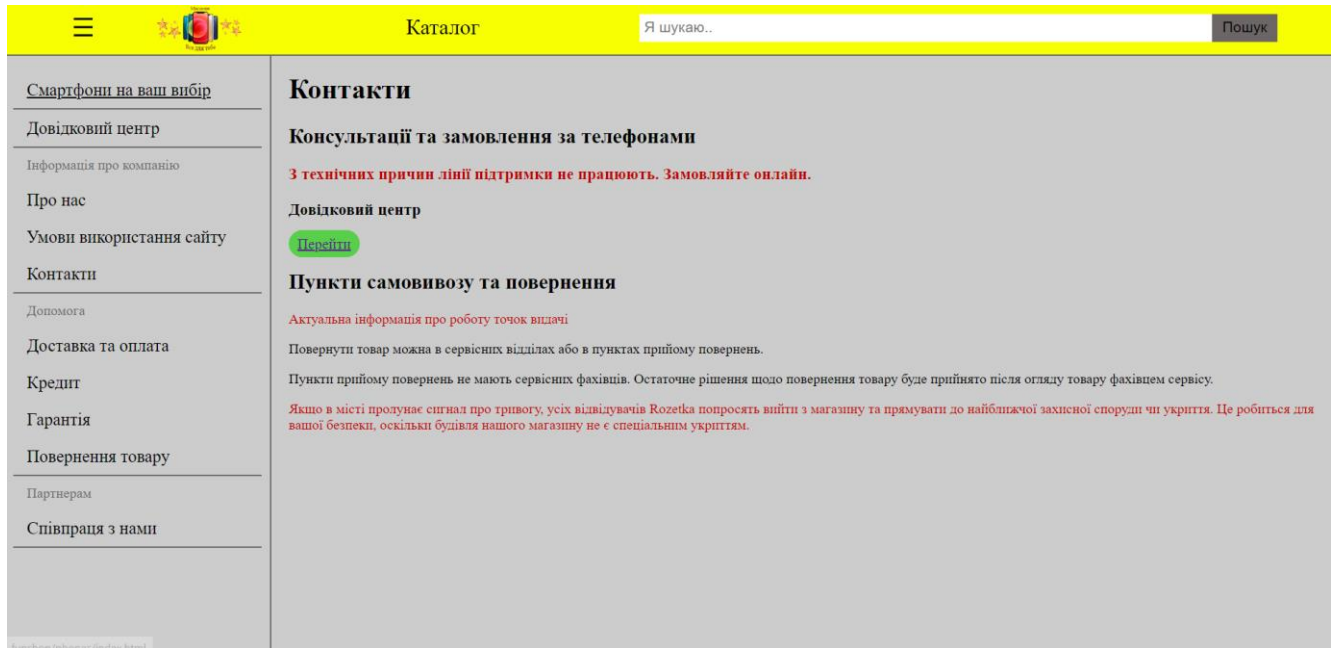 ☰
Каталог
Я шукаю..
Пошук
Смартфони на ваш вибір
Довідковий центр
Інформація про компанію
Про нас
Умови використання сайту
Контакти
Допомога
Доставка та оплата
Кредит
Гарантія
Повернення товару
Партнерам
Співпраця з нами
Контакти
Консультації та замовлення за телефонами
З технічних причин лінії підтримки не працюють. Замовляйте онлайн.
Довідковий центр
Перейти
Пункти самовивозу та повернення
Актуальна інформація про роботу точок видачі
Повернути товар можна в сервісних відділах або в пунктах прийому повернень.
Пункти прийому повернень не мають сервісних фахівців. Остаточне рішення щодо повернення товару буде прийнято після огляду товару фахівцем сервісу.
Якщо в місті пролунає сигнал про тривогу, усіх відвідувачів Rozetka попросять вийти з магазину та прямувати до найближчої захисної споруди чи укриття. Це робиться для
вашої безпеки, оскільки будівля нашого магазину не є спеціальним укриттям.